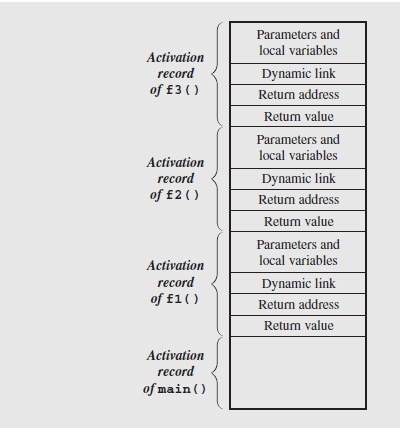 Activation
record
of f3()
Parameters and
local variables
Dynamic link
Return address
Return value
Activation
record
of f2()
Parameters and
local variables
Dynamic link
Return address
Return value
Activation
record
of f1()
Parameters and
local variables
Dynamic link
Return address
Return value
Activation
record
of main()